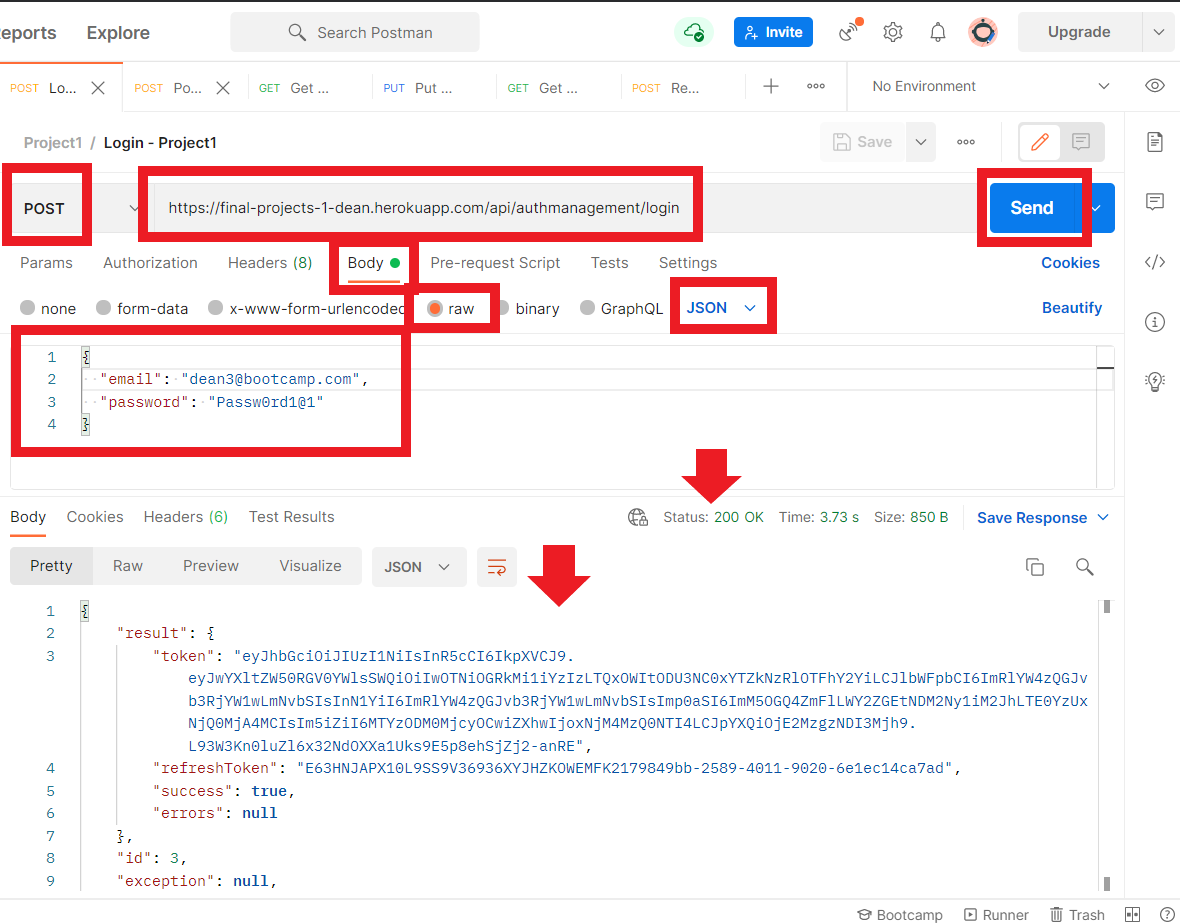 eports Explore Search Postman Invite Upgrade
POST Lo... POST Po... GET Get ... PUT Put ... GET Get ... POST Re... No Environment
Project1 / Login - Project1 Save
POST https://final-projects-1-dean.herokuapp.com/api/authmanagement/login Send
Params Authorization Headers (8) Body Pre-request Script Tests Settings Cookies
none form-data x-www-form-urlencoded raw binary GraphQL JSON Beautify
1 {
2 "email": "dean3@bootcamp.com",
3 "password": "Passw0rd1@1"
4 }
Body Cookies Headers (6) Test Results Status: 200 OK Time: 3.73 s Size: 850 B Save Response
Pretty Raw Preview Visualize JSON
1 {
2 "result": {
3 "token": "eyJhbGciOiJIUzI1NiIsInR5cCI6IkpXVCJ9.
eyJwYXltZW50RGV0YWlsSWQiOiIwOTNiOGRkMi1iYzIzLTQxOWItODU3NC0xYTZkNzRlOTFhY2YiLCJlbWFpbCI6ImRlYW4zQGJv
b3RjYW1wLmNvbSIsInN1YiI6ImRlYW4zQGJvb3RjYW1wLmNvbSIsImp0aSI6ImM5OGQ4ZmFlLWY2ZGEtNDM2Ny1iM2JhLTE0YzUx
NjQ0MjA4MCIsIm5iZiI6MTYzODM0MjcyOCwiZXhwIjoxNjM4MzQ0NTI4LCJpYXQiOjE2MzgzNDI3Mjh9.
L93W3Kn0luZl6x32NdOXXa1Uks9E5p8ehSjZj2-anRE",
4 "refreshToken": "E63HNJAPX10L9SS9V36936XYJHZKOWEMFK2179849bb-2589-4011-9020-6e1ec14ca7ad",
5 "success": true,
6 "errors": null
7 },
8 "id": 3,
9 "exception": null,
Bootcamp Runner Trash